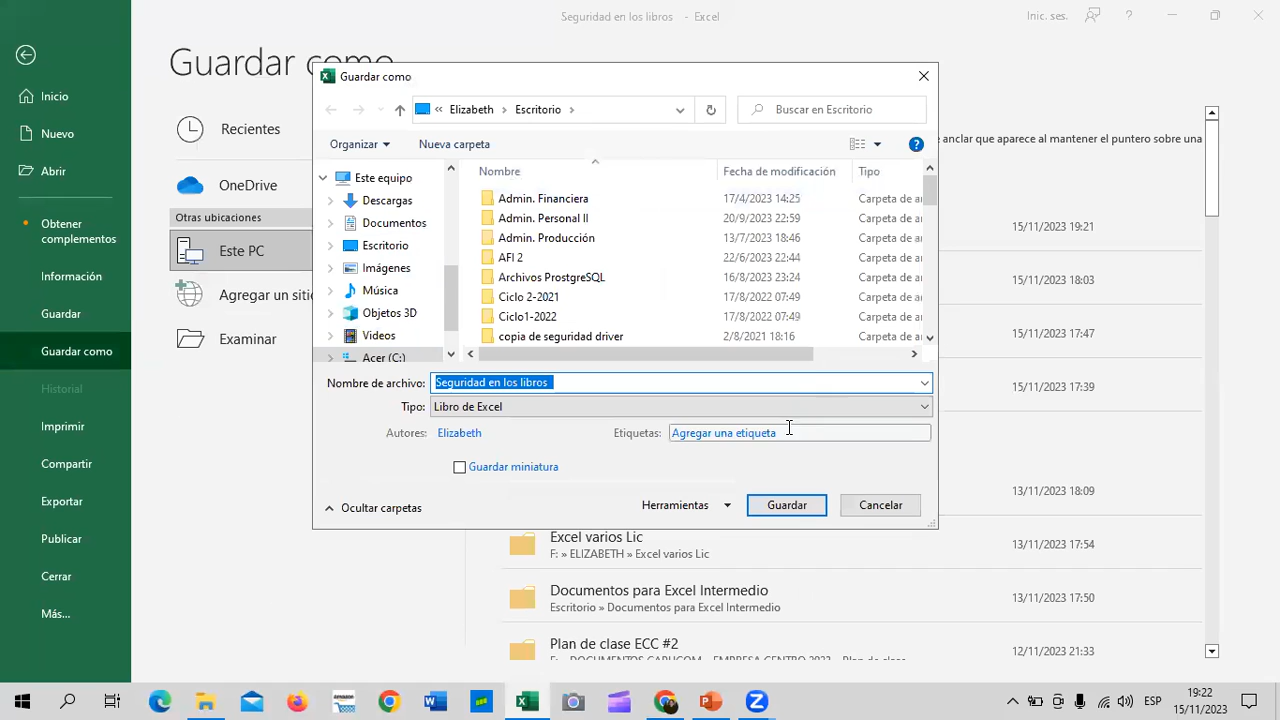 Seguridad en los libros - Excel
Inic. ses.
?
Guardar como
Inicio
Nuevo
Abrir
Obtener
complementos
Información
Guardar
Guardar como
Historial
Imprimir
Compartir
Exportar
Publicar
Cerrar
Más...
Recientes
OneDrive
Otras ubicaciones
Este PC
Agregar un siti
Examinar
Guardar como
« Elizabeth > Escritorio >
Buscar en Escritorio
Organizar
Nueva carpeta
?
Este equipo
Descargas
Documentos
Escritorio
Imágenes
Música
Objetos 3D
Videos
Acer (C:)
Nombre Fecha de modificación Tipo
Admin. Financiera 17/4/2023 14:25 Carpeta de ar
Admin. Personal II 20/9/2023 22:59 Carpeta de ar
Admin. Producción 13/7/2023 18:46 Carpeta de ar
AFI 2 22/6/2023 22:44 Carpeta de ar
Archivos ProstgreSQL 16/8/2023 23:24 Carpeta de ar
Ciclo 2-2021 17/8/2022 07:49 Carpeta de ar
Ciclo1-2022 17/8/2022 07:49 Carpeta de ar
copia de seguridad driver 2/8/2021 18:16 Carpeta de ar
Nombre de archivo: Seguridad en los libros
Tipo: Libro de Excel
Autores: Elizabeth
Etiquetas: Agregar una etiqueta
Guardar miniatura
Ocultar carpetas
Herramientas
Guardar
Cancelar
anclar que aparece al mantener el puntero sobre una
15/11/2023 19:21
15/11/2023 18:03
15/11/2023 17:47
15/11/2023 17:39
13/11/2023 18:09
Excel varios Lic
F: » ELIZABETH » Excel varios Lic
13/11/2023 17:54
Documentos para Excel Intermedio
Escritorio » Documentos para Excel Intermedio
13/11/2023 17:50
Plan de clase ECC #2
F: » DOCUMENTOS CAPUCOM - EMPRESA CENTRO 2023 » Plan de clase
12/11/2023 21:33
ESP
19:22
15/11/2023